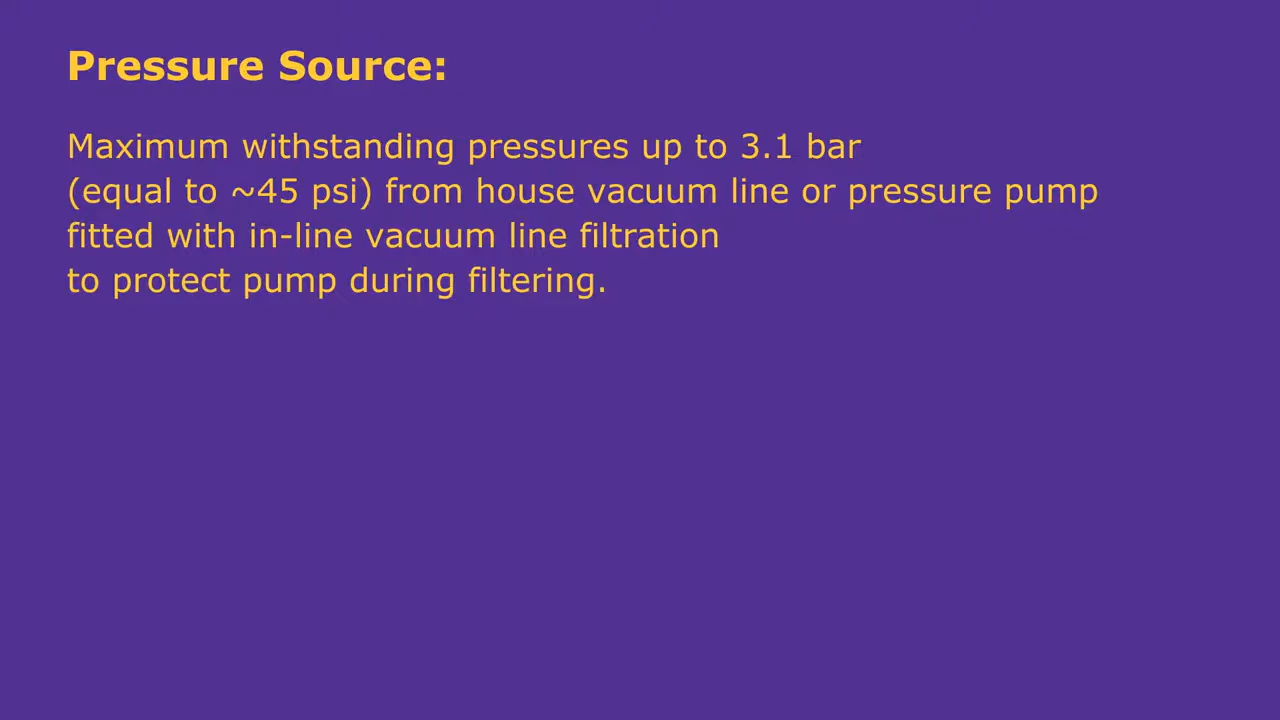 Pressure Source:
Maximum withstanding pressures up to 3.1 bar
(equal to ~45 psi) from house vacuum line or pressure pump
fitted with in-line vacuum line filtration
to protect pump during filtering.